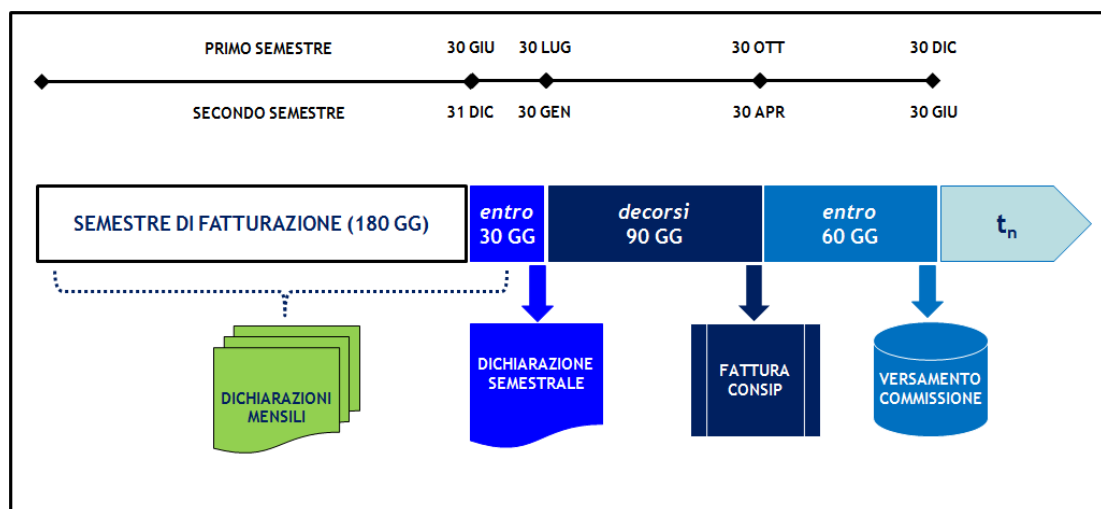 PRIMO SEMESTRE
30 GIU
30 LUG
30 OTT
30 DIC
SECONDO SEMESTRE
31 DIC
30 GEN
30 APR
30 GIU
SEMESTRE DI FATTURAZIONE (180 GG)
entro
30 GG
decorsi
90 GG
entro
60 GG
tn
DICHIARAZIONI
MENSILI
DICHIARAZIONE
SEMESTRALE
FATTURA
CONSIP
VERSAMENTO
COMMISSIONE